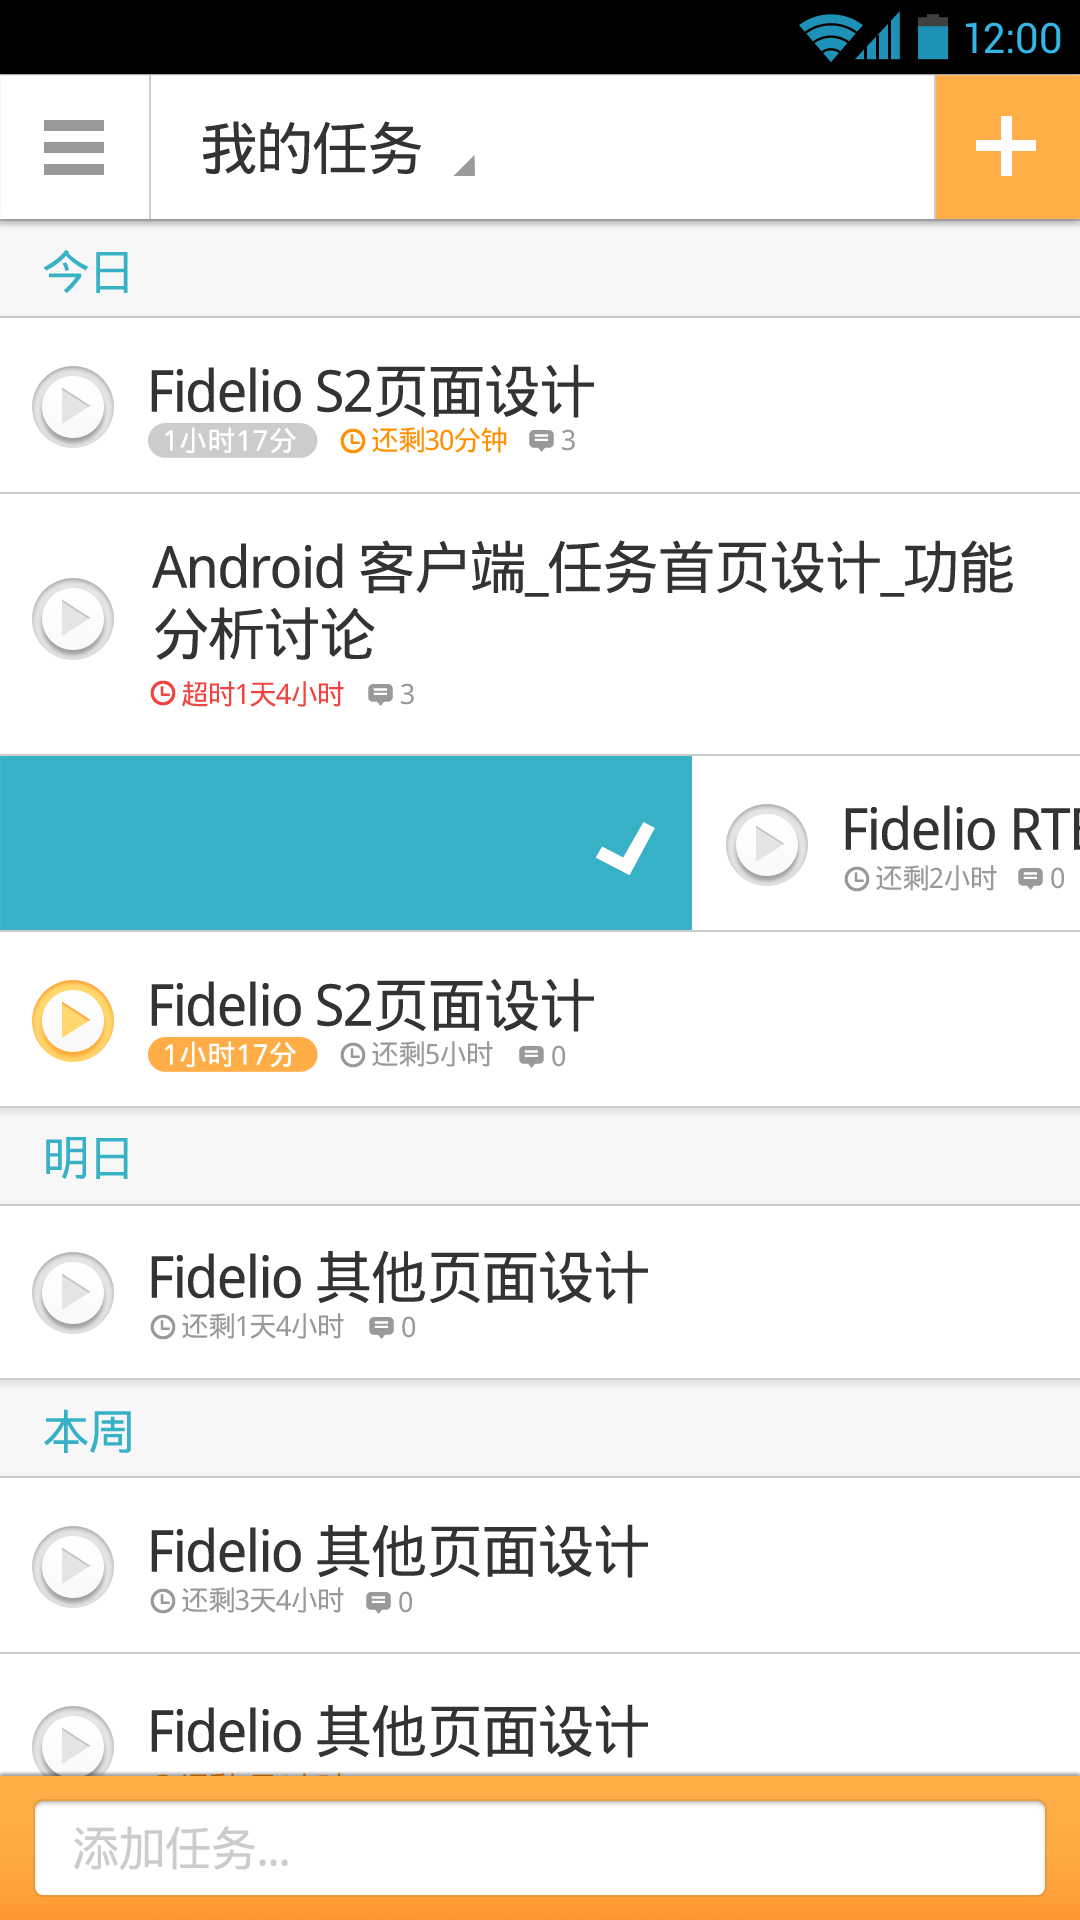 12:00
我的任务
今日
Fidelio S2页面设计
1小时17分 还剩30分钟 3
Android 客户端_任务首页设计_功能
分析讨论
超时1天4小时 3
Fidelio
还剩2小时 0
Fidelio S2页面设计
1小时17分 还剩5小时 0
明日
Fidelio 其他页面设计
还剩1天4小时 0
本周
Fidelio 其他页面设计
还剩3天4小时 0
Fidelio 其他页面设计
添加任务...